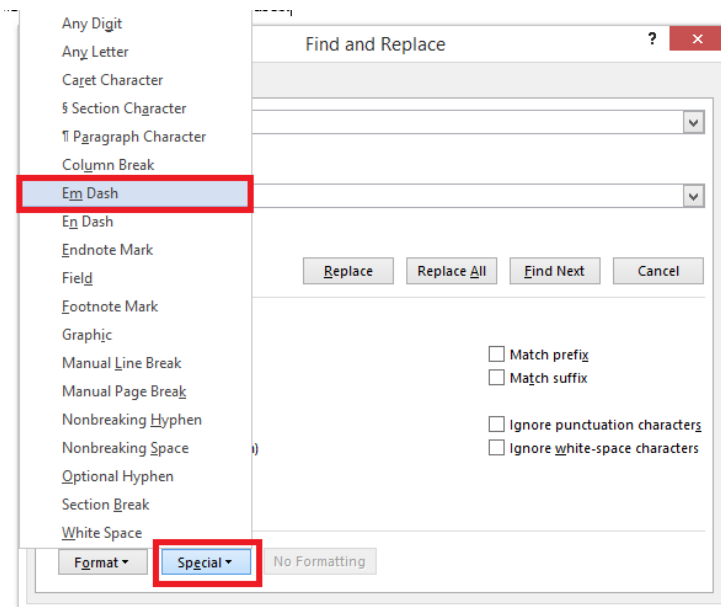 Any Digit
Any Letter
Caret Character
§ Section Character
¶ Paragraph Character
Column Break
Em Dash
En Dash
Endnote Mark
Field
Footnote Mark
Graphic
Manual Line Break
Manual Page Break
Nonbreaking Hyphen
Nonbreaking Space
Optional Hyphen
Section Break
White Space
Find and Replace
?
Replace
Replace All
Find Next
Cancel
Match prefix
Match suffix
Ignore punctuation characters
Ignore white-space characters
Format
Special
No Formatting